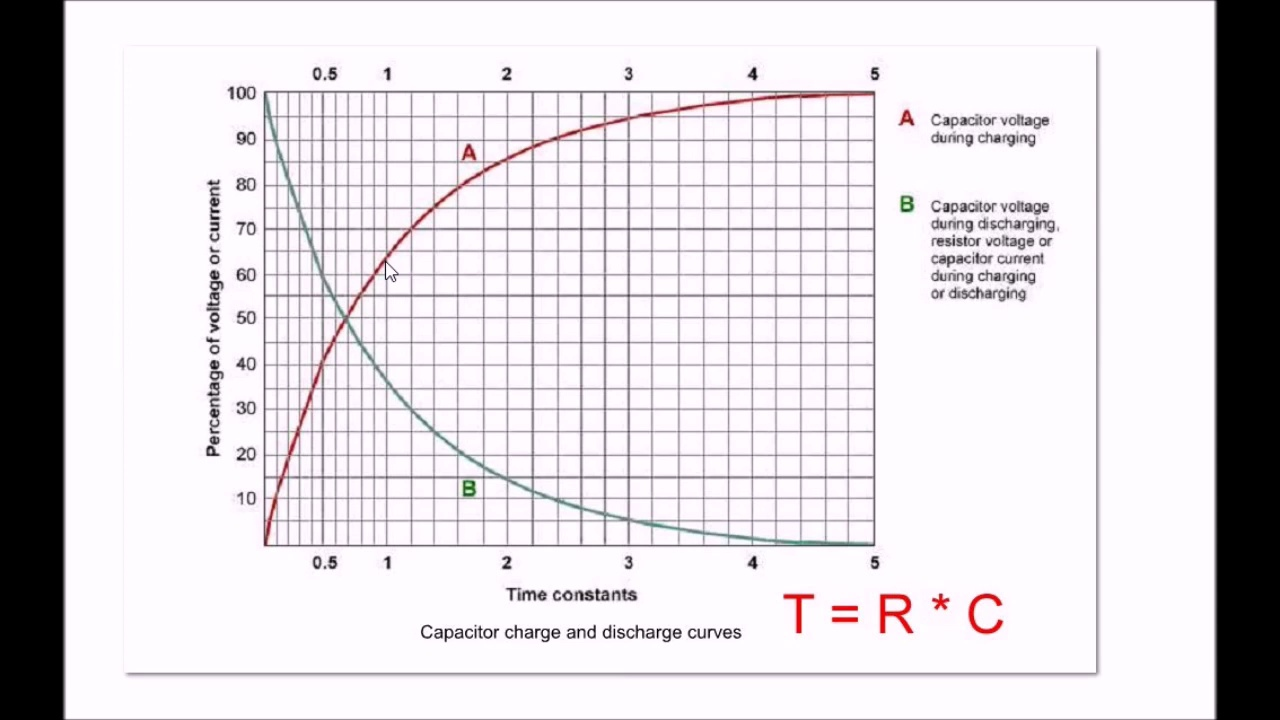 0.5 1 2 3 4 5
100
90
80
70
60
50
40
30
20
10
Percentage of voltage or current
A
B
0.5 1 2 3 4 5
Time constants
A Capacitor voltage
during charging
B Capacitor voltage
during discharging,
resistor voltage or
capacitor current
during charging
or discharging
Capacitor charge and discharge curves
T = R * C